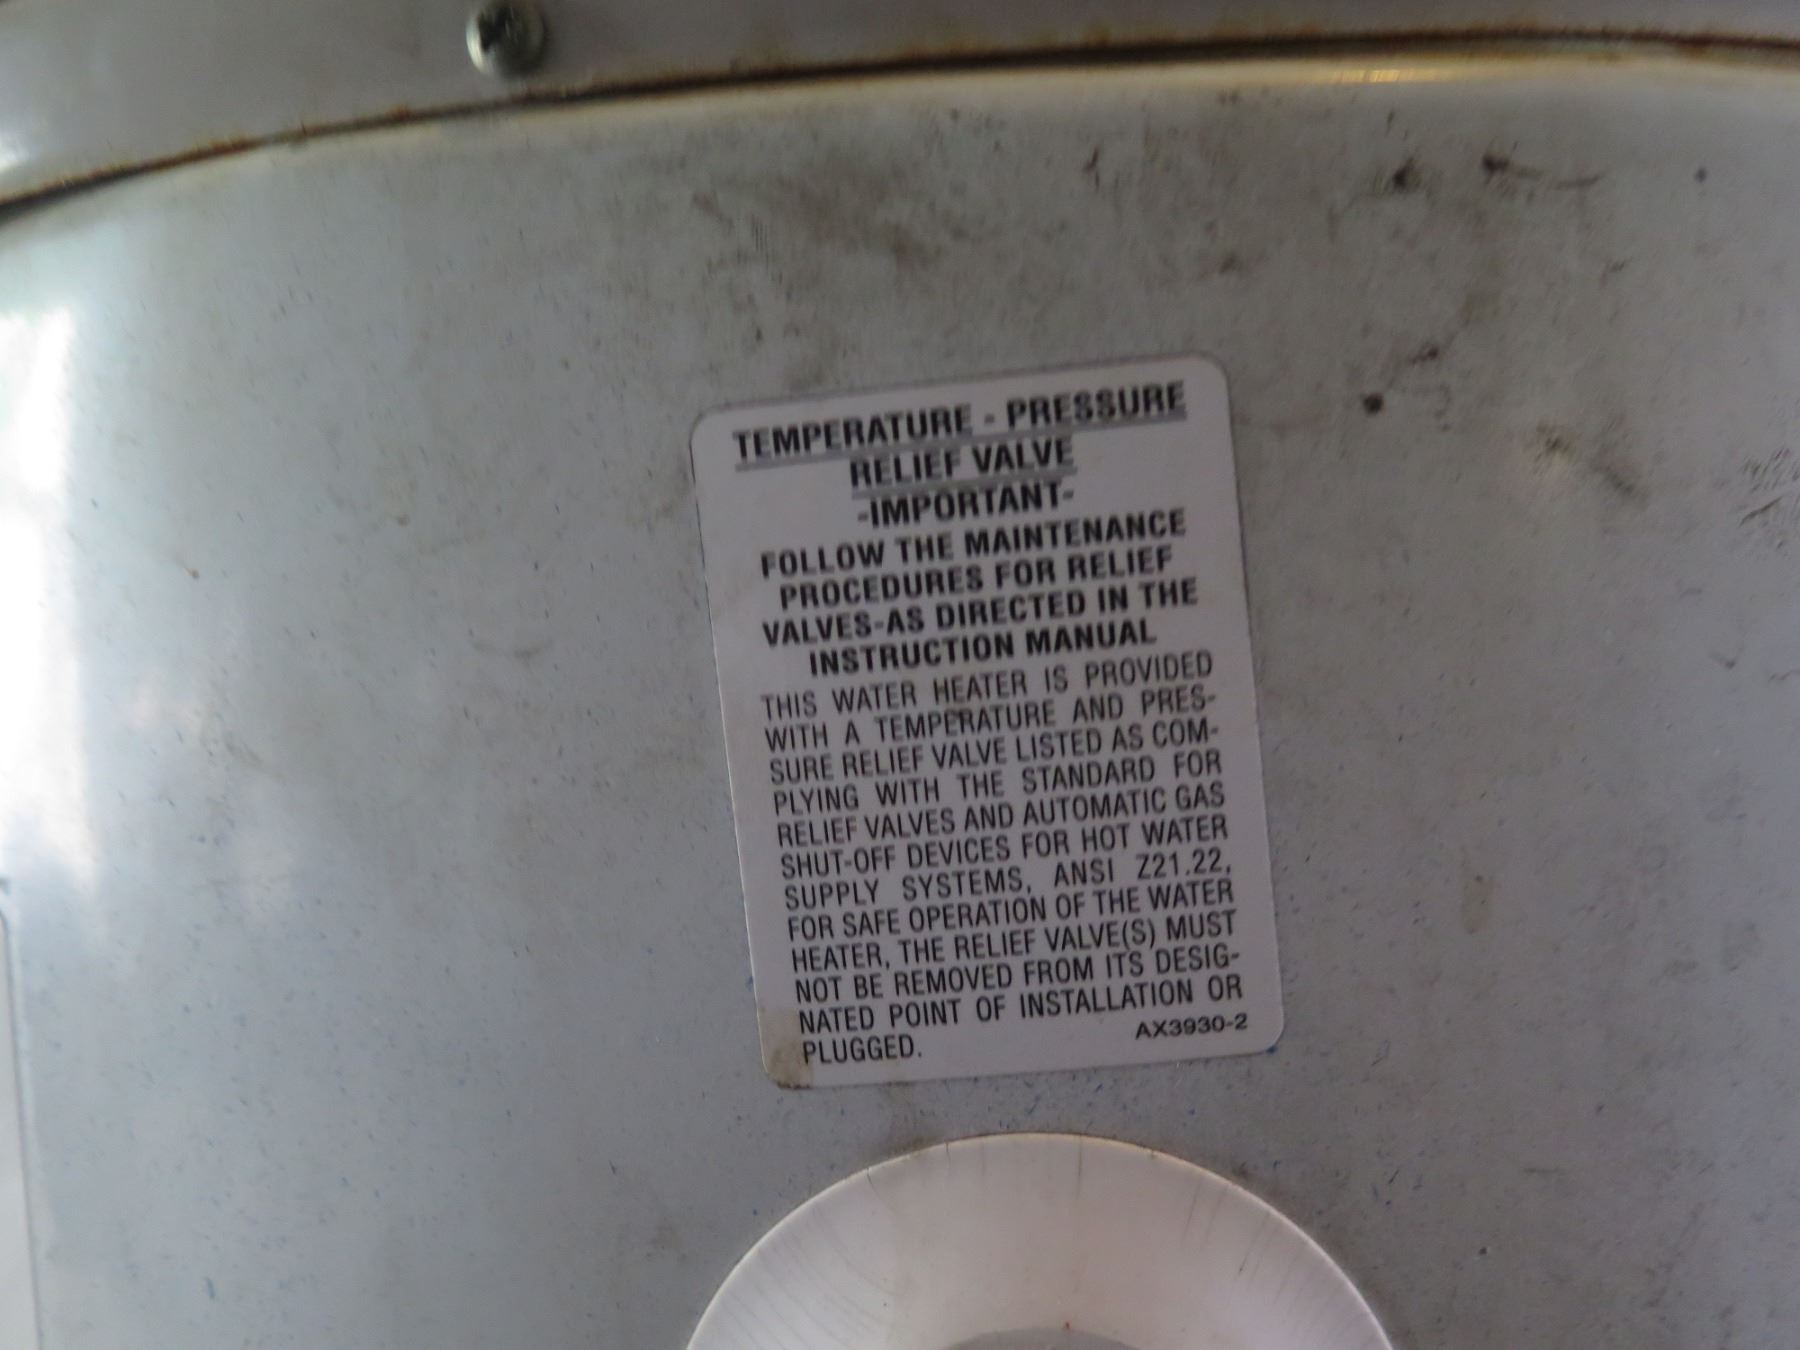 TEMPERATURE - PRESSURE
RELIEF VALVE
-IMPORTANT-
FOLLOW THE MAINTENANCE
PROCEDURES FOR RELIEF
VALVES-AS DIRECTED IN THE
INSTRUCTION MANUAL
THIS WATER HEATER IS PROVIDED
WITH A TEMPERATURE AND PRES-
SURE RELIEF VALVE LISTED AS COM-
PLYING WITH THE STANDARD FOR
RELIEF VALVES AND AUTOMATIC GAS
SHUT-OFF DEVICES FOR HOT WATER
SUPPLY SYSTEMS, ANSI Z21.22,
FOR SAFE OPERATION OF THE WATER
HEATER, THE RELIEF VALVE(S) MUST
NOT BE REMOVED FROM ITS DESIG-
NATED POINT OF INSTALLATION OR
PLUGGED.
AX3930-2